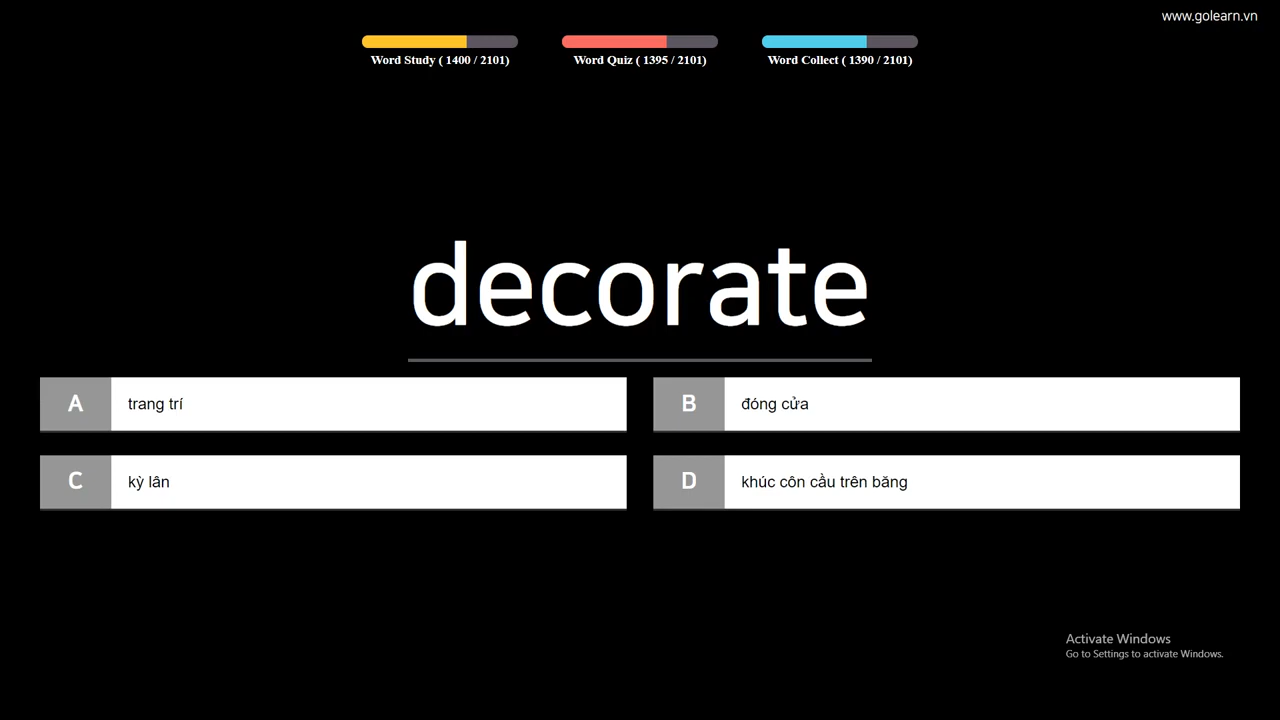 www.golearn.vn
Word Study ( 1400 / 2101)
Word Quiz ( 1395 / 2101)
Word Collect ( 1390 / 2101)
decorate
A trang trí
B đóng cửa
C kỳ lân
D khúc côn cầu trên băng
Activate Windows
Go to Settings to activate Windows.